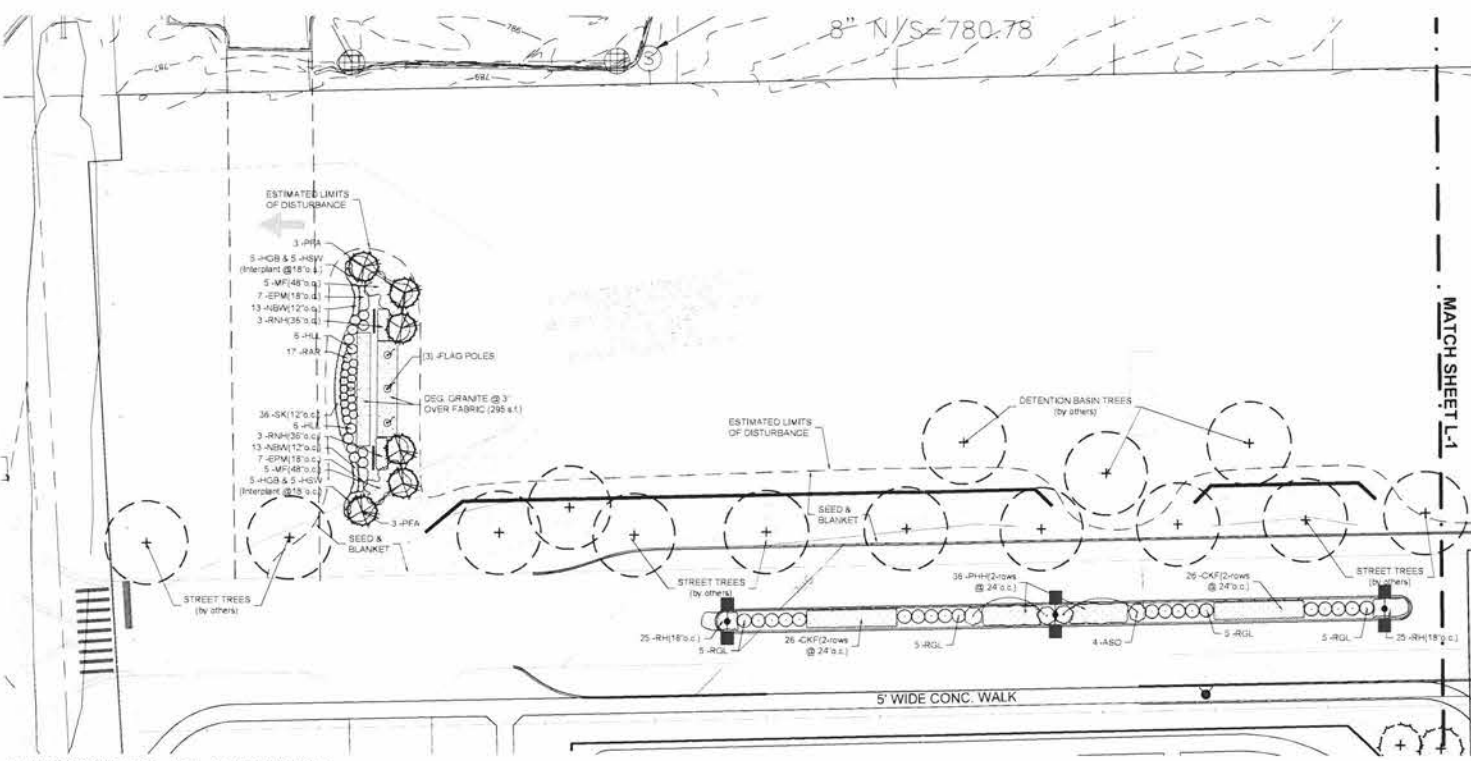 8" N/S=780.78
786
787
789
S
ESTIMATED LIMITS
OF DISTURBANCE
3 -PFA
5 -HGB & 5 -HSW
(Interplant @18"o.c.)
5 -MF(48"o.c.)
7 -EPM(18"o.c.)
13 -NBW(12"o.c.)
3 -RNH(36"o.c.)
6 -HLL
17 -RAR
(3) -FLAG POLES
DEG. GRANITE @ 3"
OVER FABRIC (295 s.f.)
36 -SK(12"o.c.)
6 -HLL
3 -RNH(36"o.c.)
13 -NBW(12"o.c.)
7 -EPM(18"o.c.)
5 -MF(48"o.c.)
5 -HGB & 5 -HSW
(Interplant @18"o.c.)
3 -PFA
SEED &
BLANKET
STREET TREES
(by others)
ESTIMATED LIMITS
OF DISTURBANCE
DETENTION BASIN TREES
(by others)
SEED &
BLANKET
STREET TREES
(by others)
36 -PHH(2-rows
@ 24"o.c.)
26 -CKF(2-rows
@ 24"o.c.)
STREET TREES
(by others)
25 -RH(18"o.c.)
5 -RGL
26 -CKF(2-rows
@ 24"o.c.)
5 -RGL
4 -ASO
5 -RGL
5 -RGL
25 -RH(18"o.c.)
5' WIDE CONC. WALK
MATCH SHEET L-1